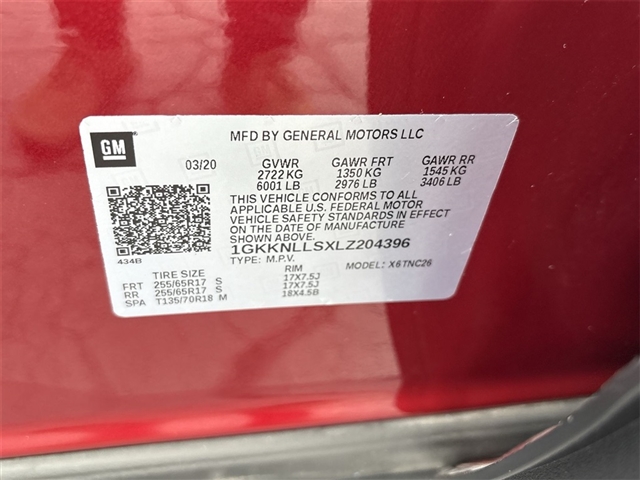 GM
MFD BY GENERAL MOTORS LLC
03/20 GVWR GAWR FRT GAWR RR
2722 KG 1350 KG 1545 KG
6001 LB 2976 LB 3406 LB
THIS VEHICLE CONFORMS TO ALL
APPLICABLE U.S. FEDERAL MOTOR
VEHICLE SAFETY STANDARDS IN EFFECT
ON THE DATE OF MANUFACTURE
SHOWN ABOVE.
1GKKNLLSXLZ204396
434B TYPE: M.P.V. MODEL: X6TNC26
TIRE SIZE RIM
FRT 255/65R17 S 17X7.5J
RR 255/65R17 S 17X7.5J
SPA T135/70R18 M 18X4.5B